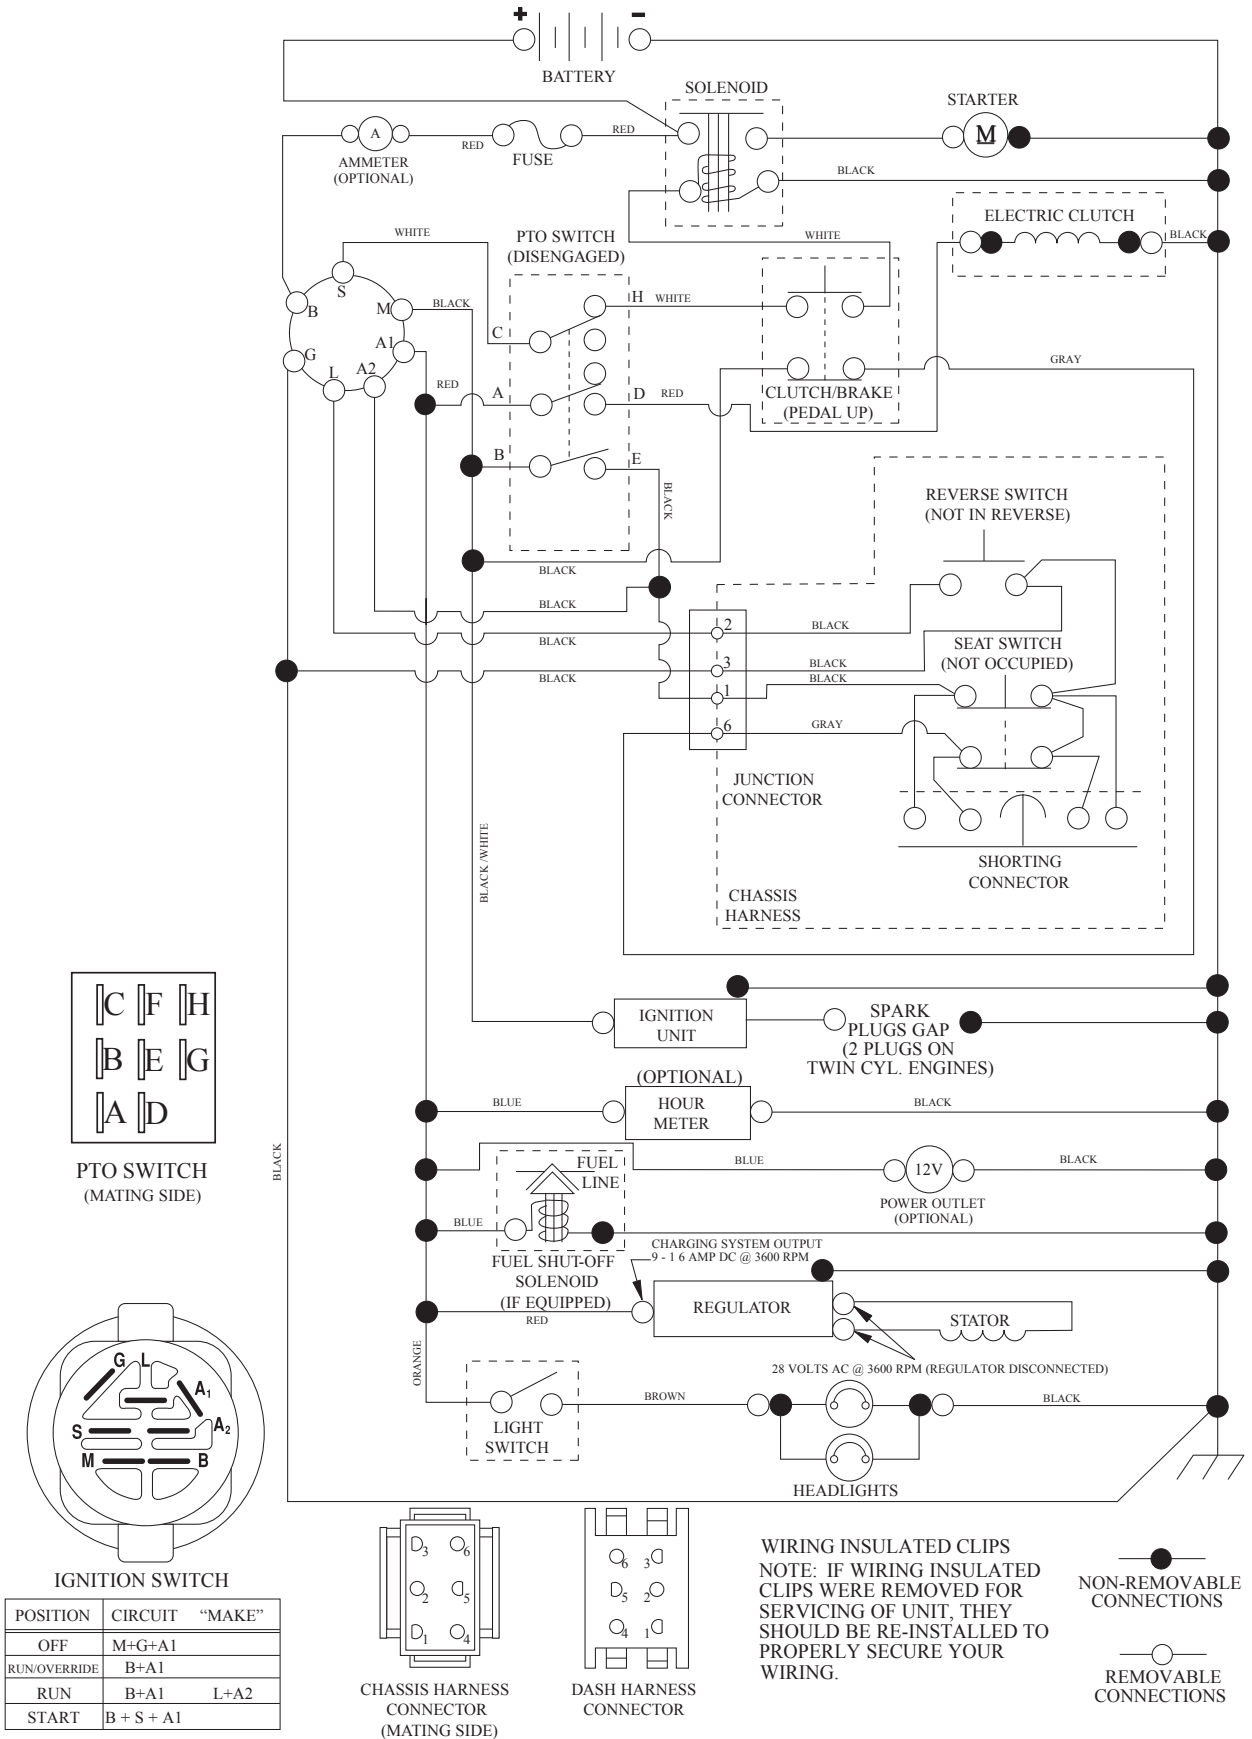 + –
BATTERY
SOLENOID
STARTER
A
RED
FUSE
RED
M
AMMETER
(OPTIONAL)
BLACK
ELECTRIC CLUTCH
BLACK
WHITE
PTO SWITCH
(DISENGAGED)
WHITE
S
B
M
BLACK
H
WHITE
C
G
A1
L
A2
RED
A
D
RED
CLUTCH/BRAKE
(PEDAL UP)
GRAY
B
E
BLACK
REVERSE SWITCH
(NOT IN REVERSE)
BLACK
BLACK
BLACK
2
BLACK
SEAT SWITCH
(NOT OCCUPIED)
3
BLACK
BLACK
BLACK
1
6
GRAY
JUNCTION
CONNECTOR
BLACK /WHITE
SHORTING
CONNECTOR
CHASSIS
HARNESS
C F H
B E G
A D
PTO SWITCH
(MATING SIDE)
BLACK
IGNITION
UNIT
SPARK
PLUGS GAP
(2 PLUGS ON
TWIN CYL. ENGINES)
(OPTIONAL)
BLUE
HOUR
METER
BLACK
BLUE
12V
BLACK
POWER OUTLET
(OPTIONAL)
FUEL
LINE
BLUE
FUEL SHUT-OFF
SOLENOID
(IF EQUIPPED)
CHARGING SYSTEM OUTPUT
9 - 1 6 AMP DC @ 3600 RPM
RED
REGULATOR
STATOR
28 VOLTS AC @ 3600 RPM (REGULATOR DISCONNECTED)
ORANGE
LIGHT
SWITCH
BROWN
BLACK
HEADLIGHTS
G L
A1
A2
S
M
B
IGNITION SWITCH
POSITION CIRCUIT “MAKE”
OFF M+G+A1
RUN/OVERRIDE B+A1
RUN B+A1 L+A2
START B + S + A1
3 6
2 5
1 4
CHASSIS HARNESS
CONNECTOR
(MATING SIDE)
6 3
5 2
4 1
DASH HARNESS
CONNECTOR
WIRING INSULATED CLIPS
NOTE: IF WIRING INSULATED
CLIPS WERE REMOVED FOR
SERVICING OF UNIT, THEY
SHOULD BE RE-INSTALLED TO
PROPERLY SECURE YOUR
WIRING.
NON-REMOVABLE
CONNECTIONS
REMOVABLE
CONNECTIONS